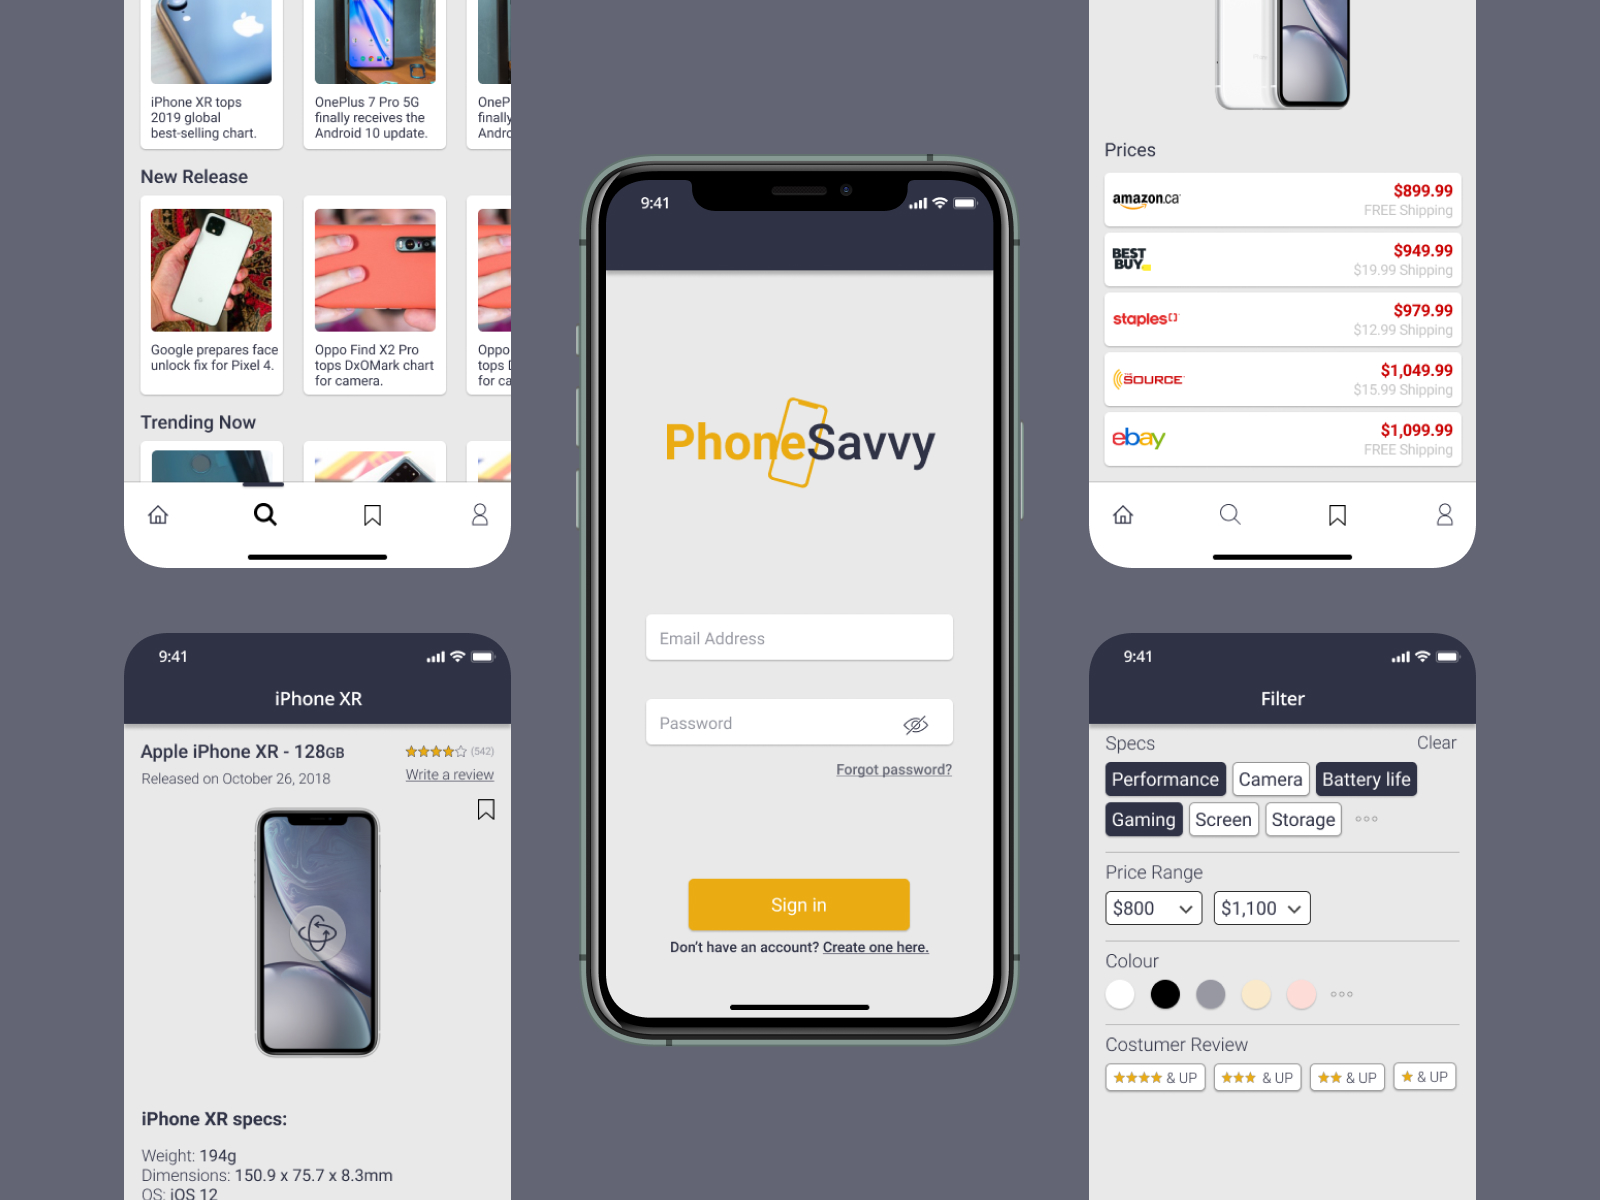 iPhone XR tops
2019 global
best-selling chart.
OnePlus 7 Pro 5G
finally receives the
Android 10 update.
OneP
finally
Andro
New Release
Google prepares face
unlock fix for Pixel 4.
Oppo Find X2 Pro
tops DxOMark chart
for camera.
Oppo
tops D
for ca
Trending Now
9:41
iPhone XR
Apple iPhone XR - 128GB
(542)
Released on October 26, 2018
Write a review
iPhone XR specs:
Weight: 194g
Dimensions: 150.9 x 75.7 x 8.3mm
OS: iOS 12
9:41
PhoneSavvy
Email Address
Password
Forgot password?
Sign in
Don't have an account? Create one here.
Prices
amazon.ca
$899.99
FREE Shipping
BEST
BUY
$949.99
$19.99 Shipping
staples
$979.99
$12.99 Shipping
THE
SOURCE
$1,049.99
$15.99 Shipping
ebay
$1,099.99
FREE Shipping
9:41
Filter
Specs
Clear
Performance
Camera
Battery life
Gaming
Screen
Storage
Price Range
$800
$1,100
Colour
Costumer Review
& UP
& UP
& UP
& UP